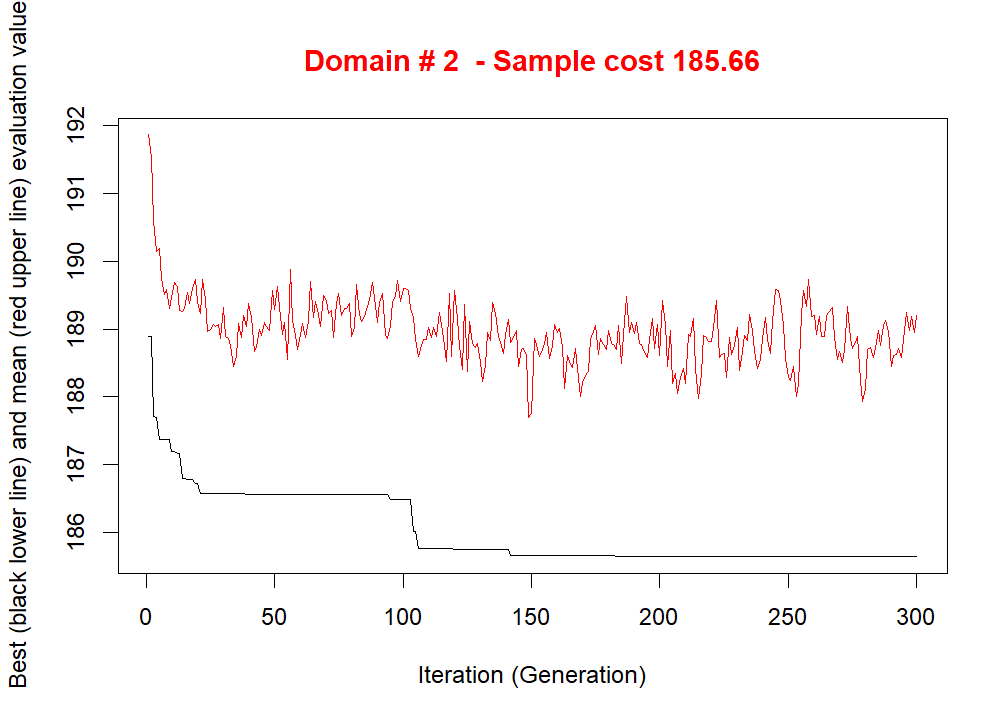 Domain # 2  - Sample cost 185.66
Best (black lower line) and mean (red upper line) evaluation value
192
191
190
189
188
187
186
0 50 100 150 200 250 300
Iteration (Generation)